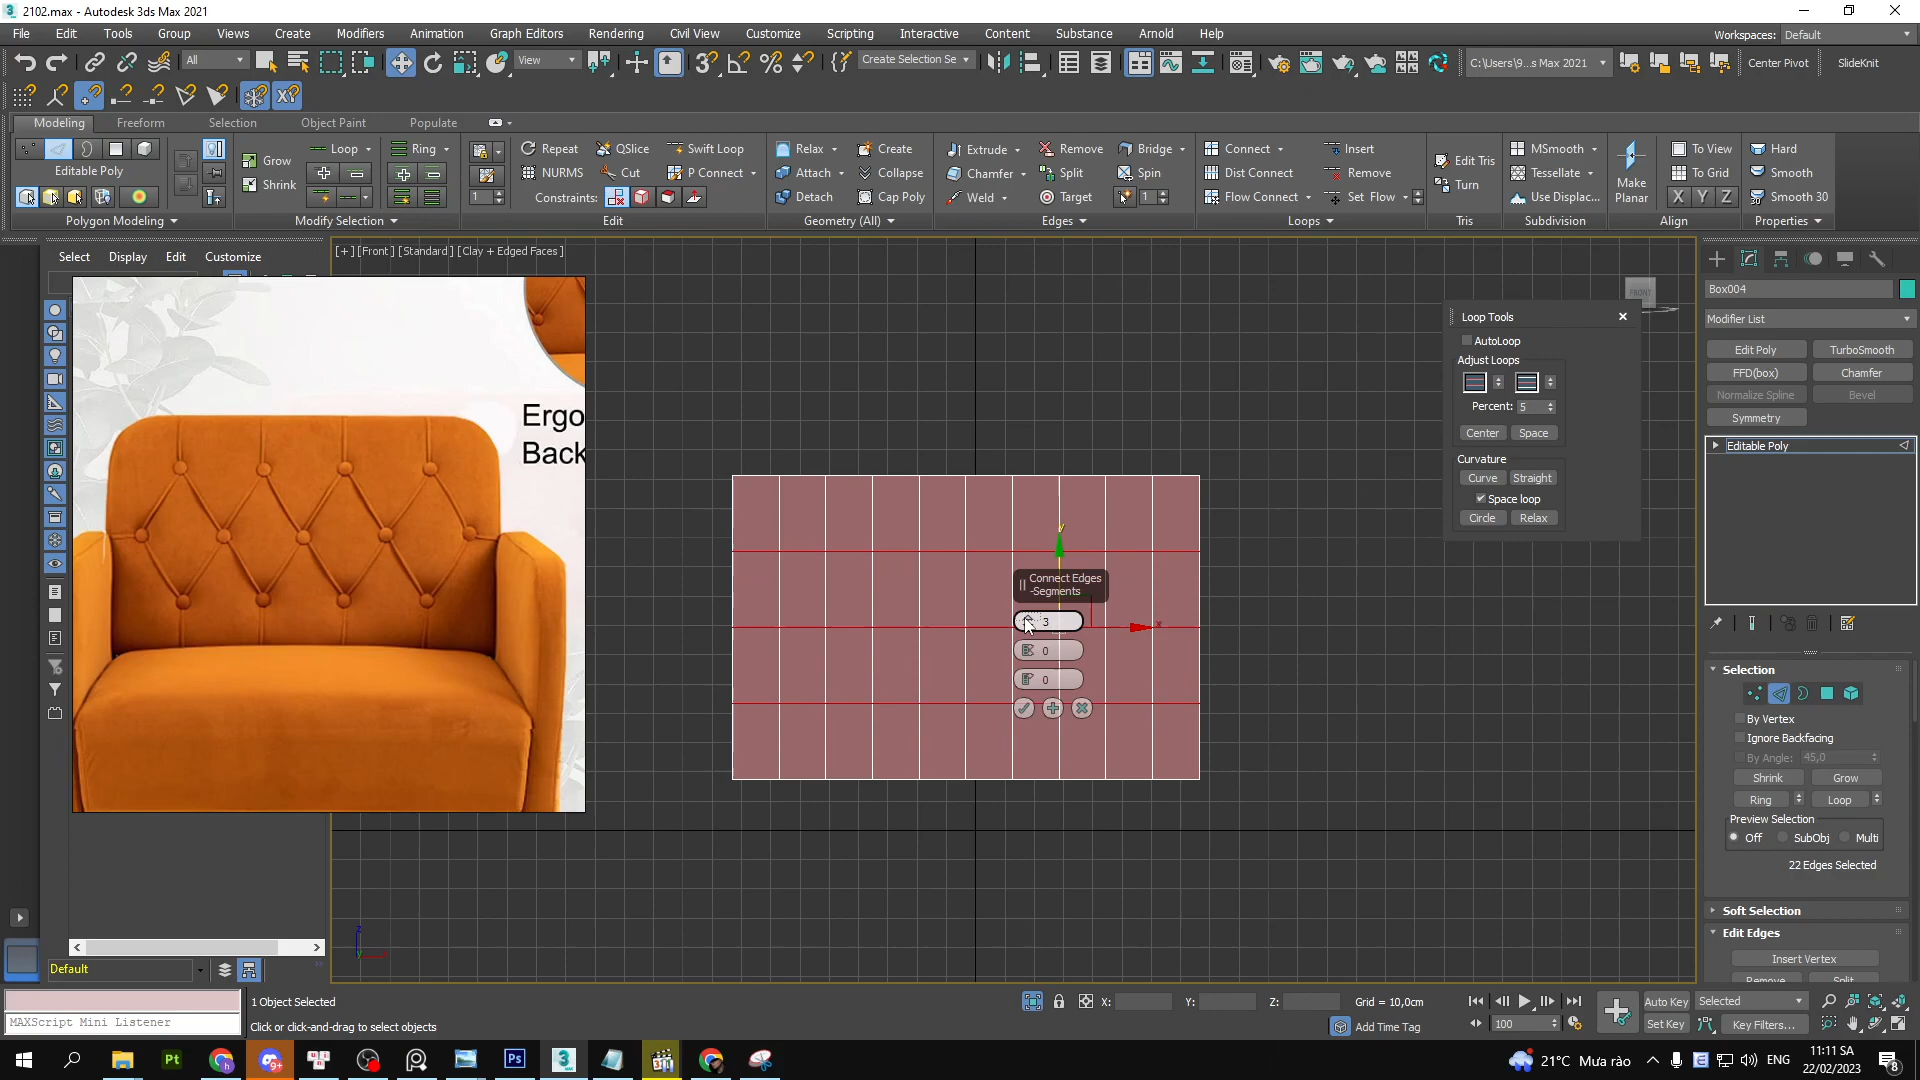 2102.max - Autodesk 3ds Max 2021
File Edit Tools Group Views Create Modifiers Animation Graph Editors Rendering Civil View Customize Scripting Interactive Content Substance Arnold Help
Workspaces: Default
All
View
Create Selection Se
C:\Users\9...s Max 2021
Center Pivot
SlideKnit
XY
Modeling Freeform Selection Object Paint Populate
Editable Poly
Polygon Modeling
Grow
Shrink
Loop
Ring
Modify Selection
1
Repeat QSlice Swift Loop
NURMS Cut P Connect
Constraints:
Edit
Relax Create
Attach Collapse
Detach Cap Poly
Geometry (All)
Extrude Remove Bridge
Chamfer Split Spin
Weld Target 1
Edges
Connect Insert
Dist Connect Remove
Flow Connect Set Flow
Loops
Edit Tris
Turn
Tris
MSmooth
Tessellate
Use Displac...
Subdivision
Make
Planar
To View
To Grid
X Y Z
Align
Hard
Smooth
Smooth 30
Properties
Select Display Edit Customize
[+] [Front] [Standard] [Clay + Edged Faces]
Ergo
Back
FRONT
Loop Tools
AutoLoop
Adjust Loops
Percent: 5
Center Space
Curvature
Curve Straight
Space loop
Circle Relax
Connect Edges
-Segments
3
0
0
y
x
z
Box004
Modifier List
Edit Poly TurboSmooth
FFD(box) Chamfer
Normalize Spline Bevel
Symmetry
Editable Poly
Selection
By Vertex
Ignore Backfacing
By Angle: 45,0
Shrink Grow
Ring Loop
Preview Selection
Off SubObj Multi
22 Edges Selected
Soft Selection
Edit Edges
Insert Vertex
Remove Split
Default
1 Object Selected
Click or click-and-drag to select objects
MAXScript Mini Listener
X: Y: Z: Grid = 10,0cm
Add Time Tag
100
Auto Key Selected
Set Key Key Filters...
Pt
9+
Ps
3
MAX
21°C Mưa rào
ENG
11:11 SA
22/02/2023
8